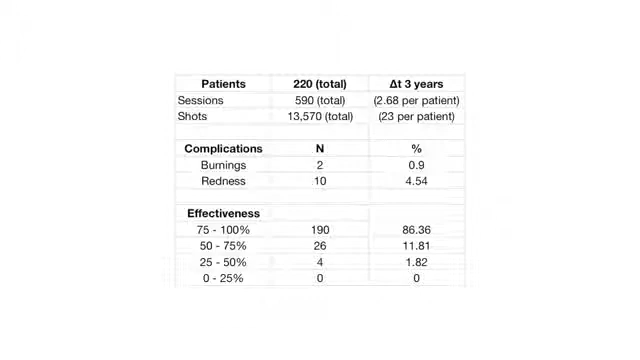 Patients 220 (total) Δt 3 years
Sessions 590 (total) (2.68 per patient)
Shots 13,570 (total) (23 per patient)
Complications N %
Burnings 2 0.9
Redness 10 4.54
Effectiveness
75 - 100% 190 86.36
50 - 75% 26 11.81
25 - 50% 4 1.82
0 - 25% 0 0